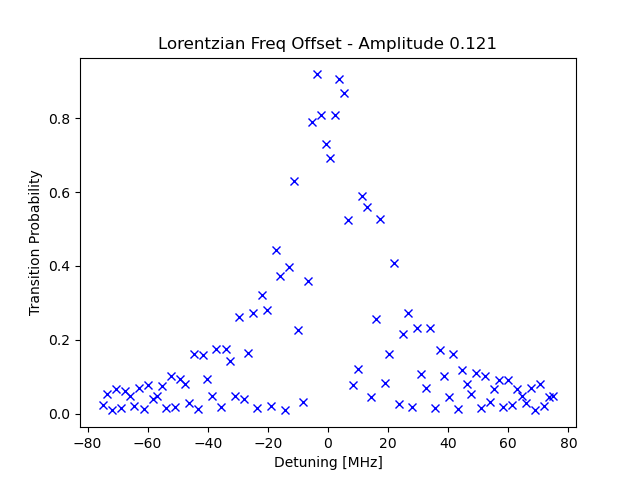 Lorentzian Freq Offset - Amplitude 0.121
Transition Probability
0.8
0.6
0.4
0.2
0.0
−80 −60 −40 −20 0 20 40 60 80
Detuning [MHz]